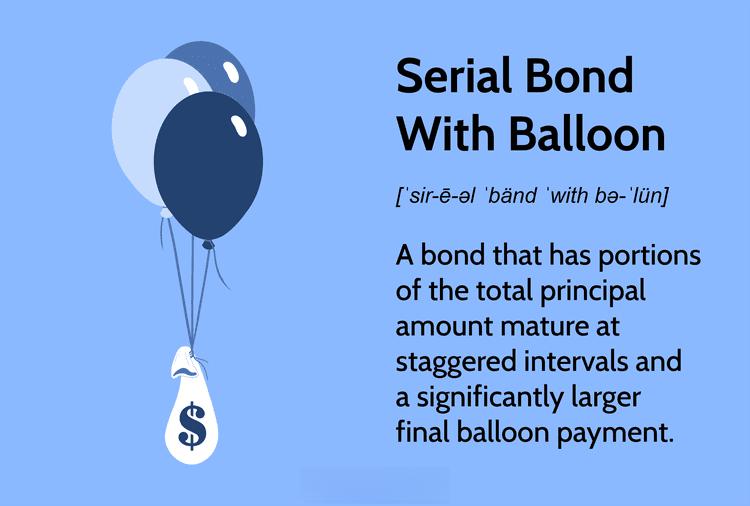 Serial Bond
With Balloon
[ˈsir-ē-əl ˈbänd ˈwith bə-ˈlün]
A bond that has portions
of the total principal
amount mature at
staggered intervals and
a significantly larger
final balloon payment.
$